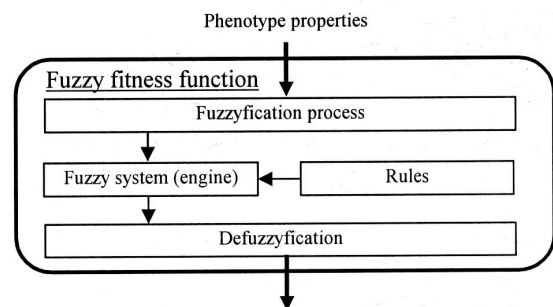 Phenotype properties
Fuzzy fitness function
Fuzzyfication process
Fuzzy system (engine)
Rules
Defuzzyfication